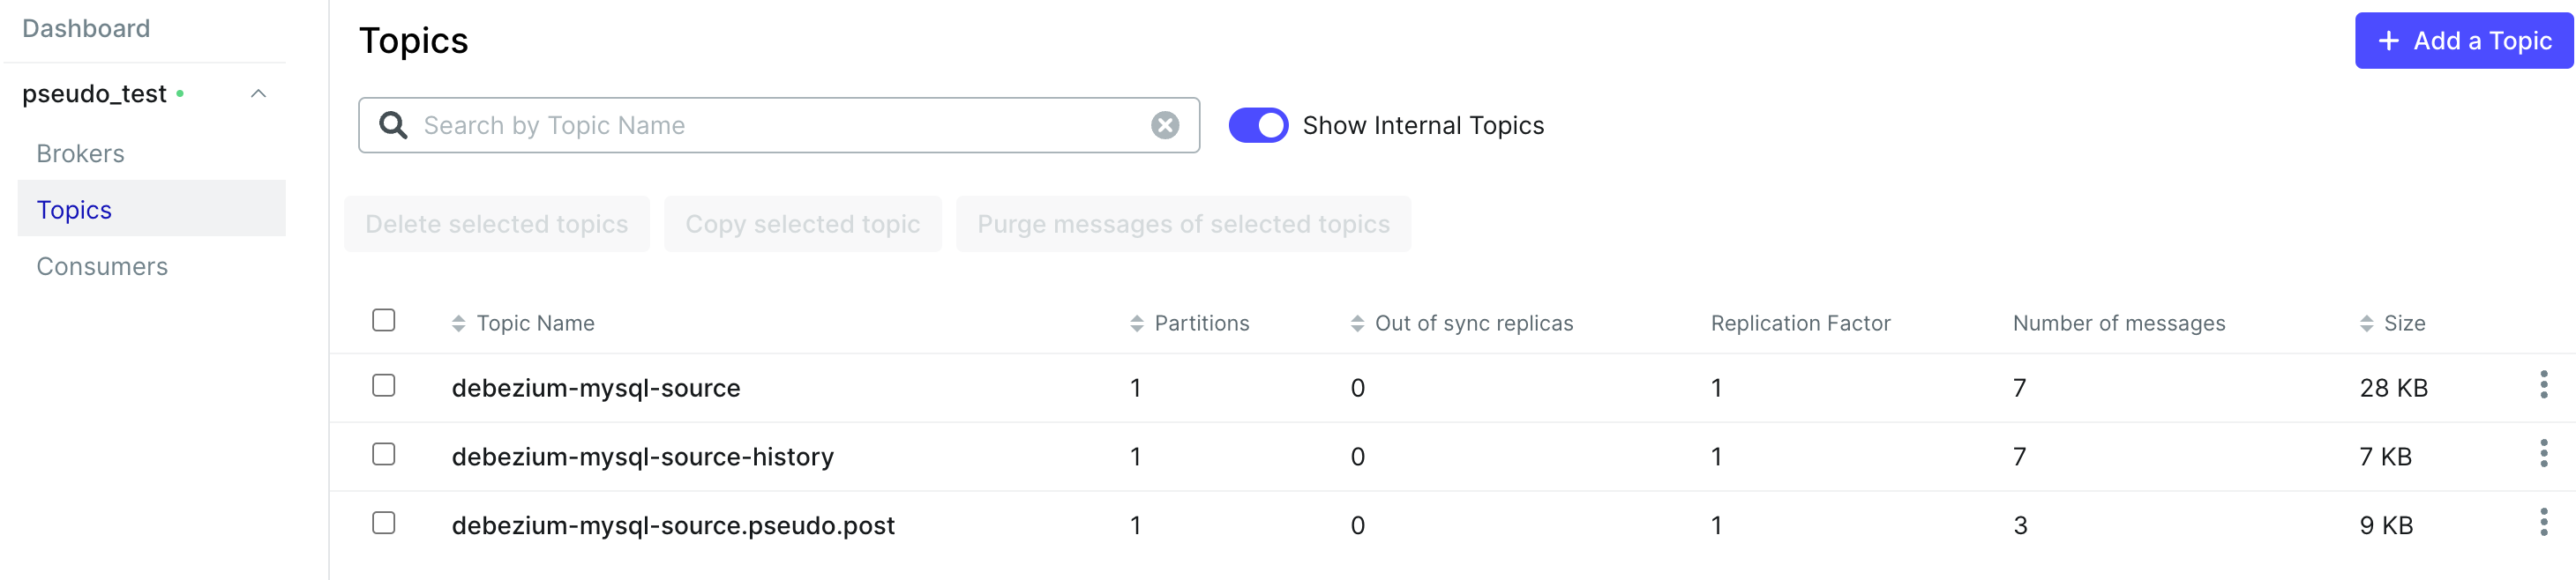 Dashboard
pseudo_test
Brokers
Topics
Consumers
Topics
Add a Topic
Search by Topic Name
Show Internal Topics
Delete selected topics Copy selected topic Purge messages of selected topics
Topic Name Partitions Out of sync replicas Replication Factor Number of messages Size
debezium-mysql-source 1 0 1 7 28 KB
debezium-mysql-source-history 1 0 1 7 7 KB
debezium-mysql-source.pseudo.post 1 0 1 3 9 KB